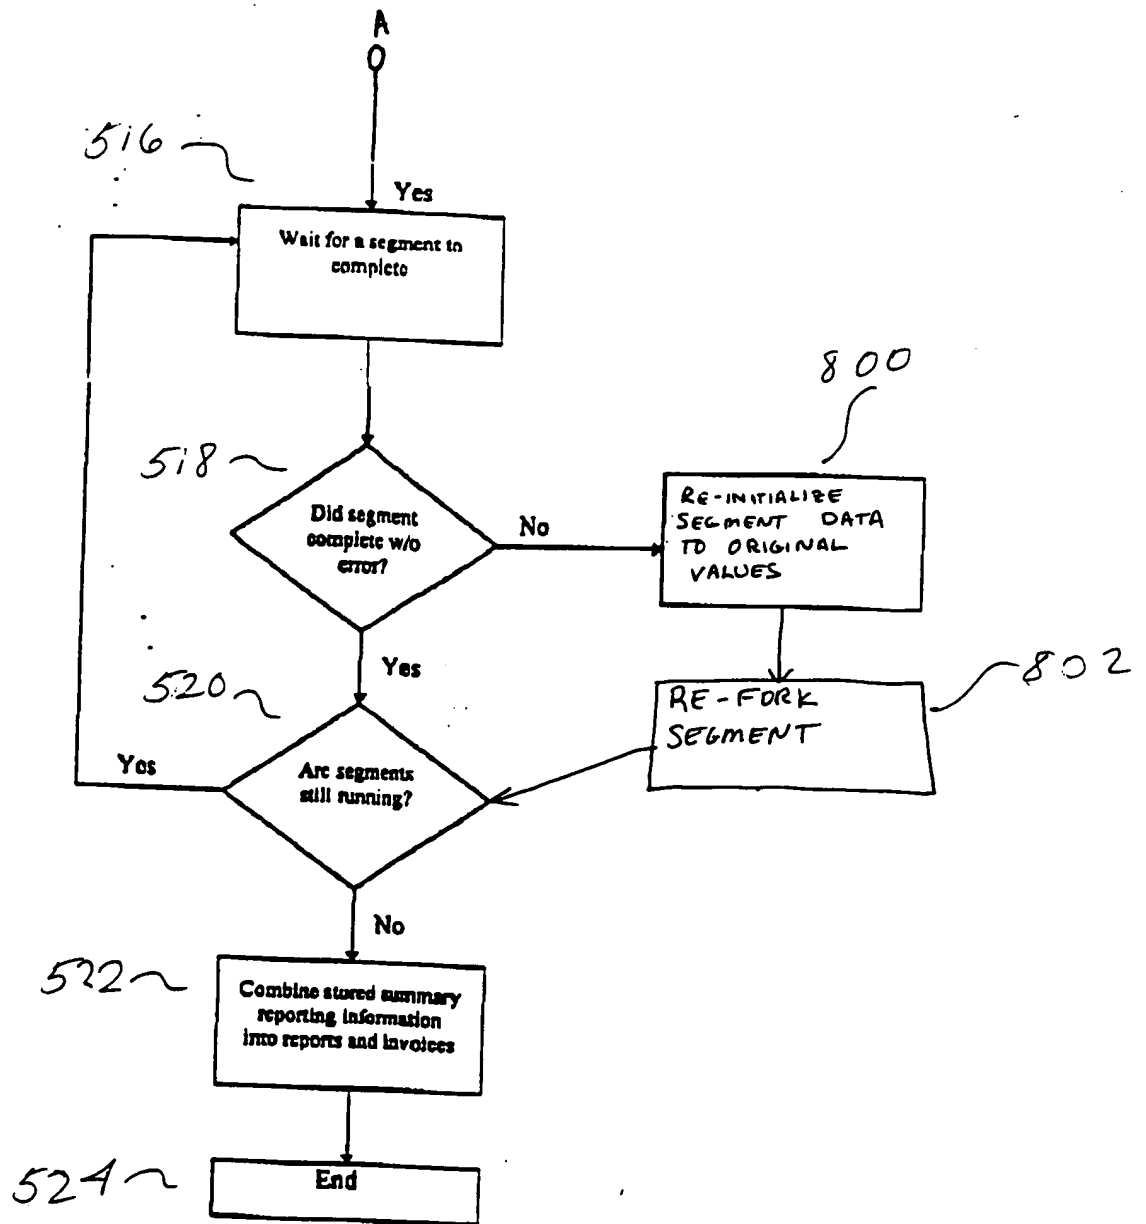 A
516
Yes
Wait for a segment to
complete
800
518
Did segment
complete w/o
error?
No
RE-INITIALIZE
SEGMENT DATA
TO ORIGINAL
VALUES
Yes
802
520
RE-FORK
SEGMENT
Yes
Are segments
still running?
No
522
Combine stored summary
reporting information
into reports and invoices
524
End